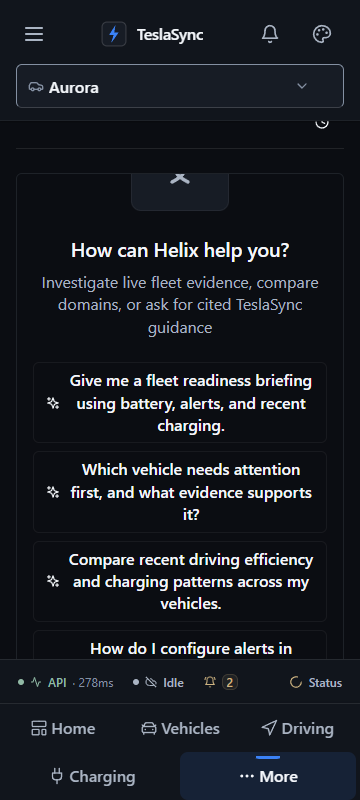 TeslaSync
Aurora
How can Helix help you?
Investigate live fleet evidence, compare
domains, or ask for cited TeslaSync
guidance
Give me a fleet readiness briefing
using battery, alerts, and recent
charging.
Which vehicle needs attention
first, and what evidence supports
it?
Compare recent driving efficiency
and charging patterns across my
vehicles.
How do I configure alerts in
API · 278ms Idle 2 Status
Home Vehicles Driving
Charging More